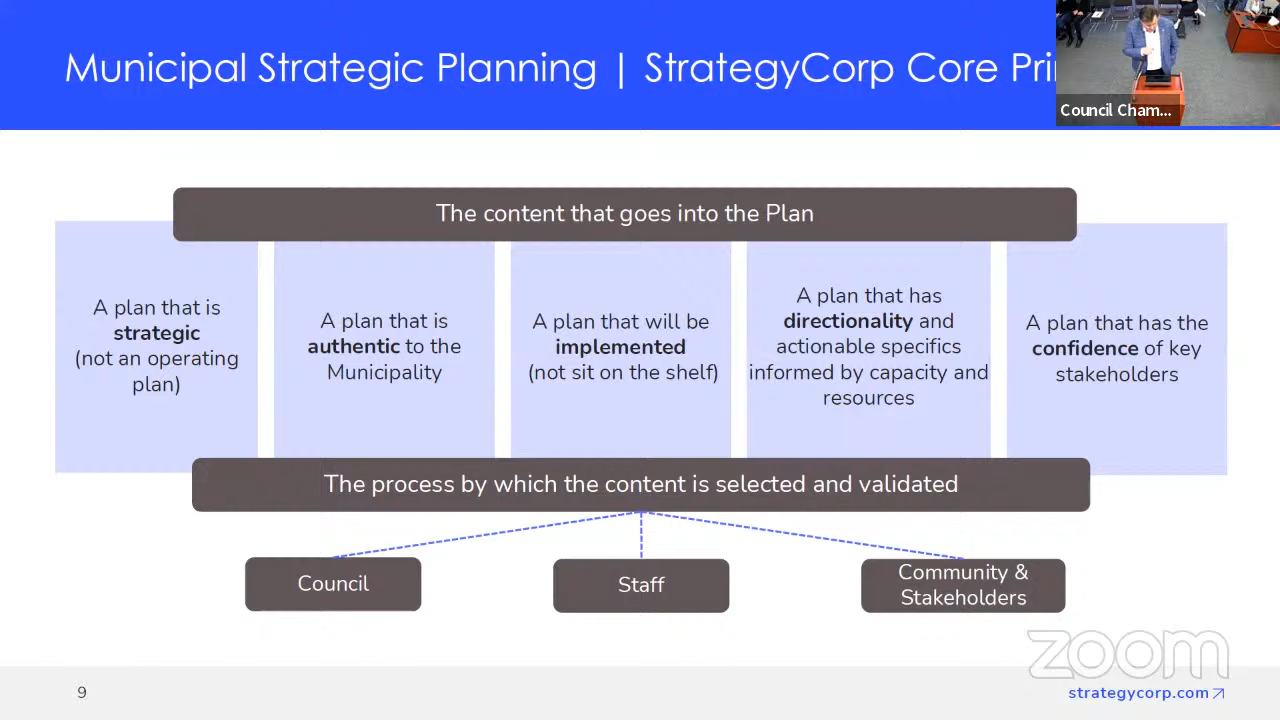 Municipal Strategic Planning | StrategyCorp Core Pri
Council Cham...
The content that goes into the Plan
A plan that is
strategic
(not an operating
plan)
A plan that is
authentic to the
Municipality
A plan that will be
implemented
(not sit on the shelf)
A plan that has
directionality and
actionable specifics
informed by capacity and
resources
A plan that has the
confidence of key
stakeholders
The process by which the content is selected and validated
Council
Staff
Community &
Stakeholders
zoom
9
strategycorp.com